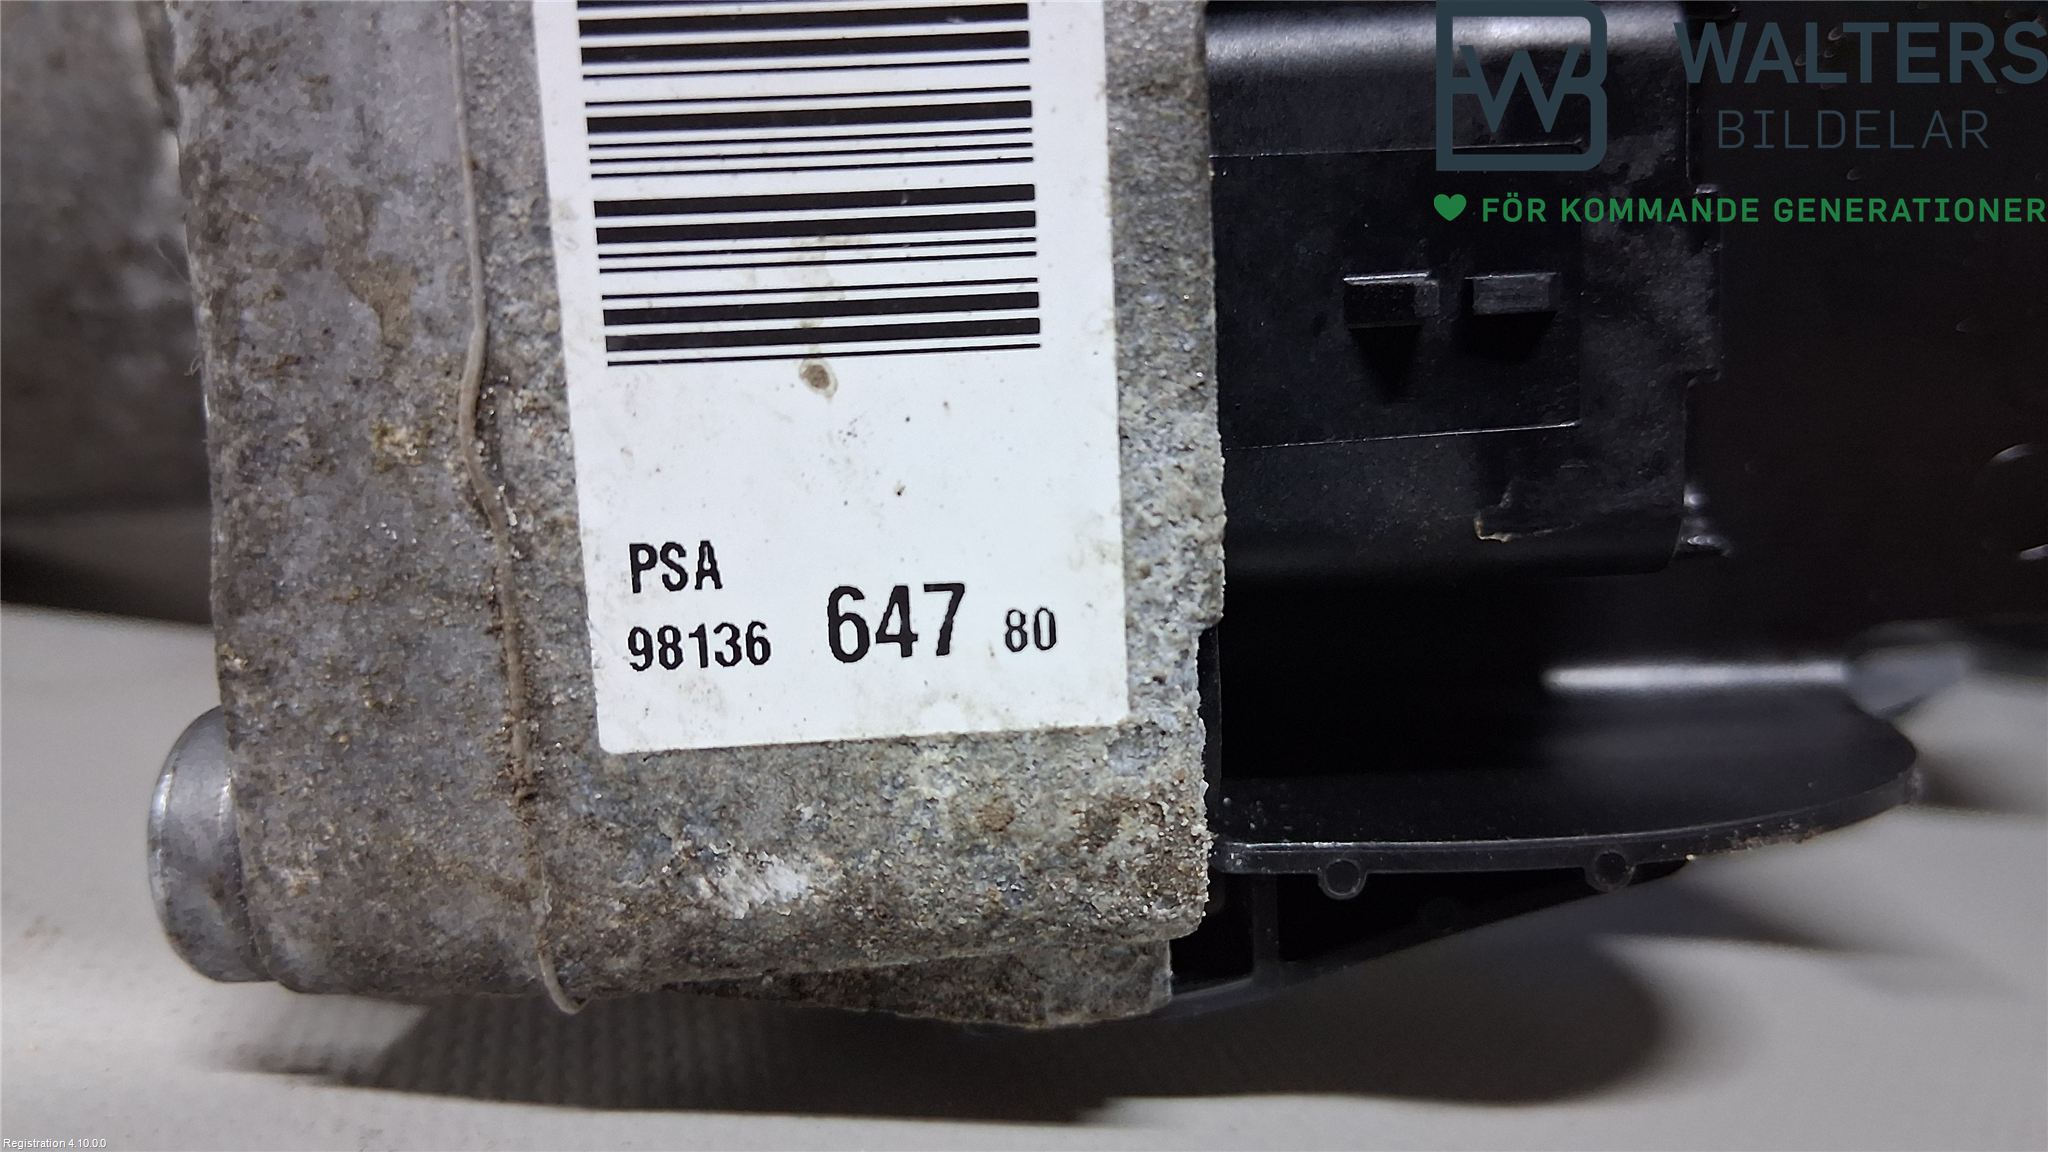 WALTERS
BILDELAR
FÖR KOMMANDE GENERATIONER
PSA
98136 647 80
Registration 4.10.0.0